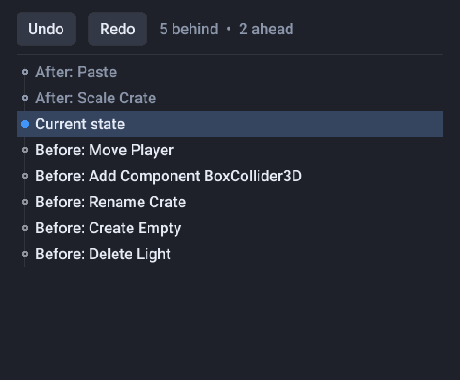 Undo Redo 5 behind • 2 ahead
After: Paste
After: Scale Crate
Current state
Before: Move Player
Before: Add Component BoxCollider3D
Before: Rename Crate
Before: Create Empty
Before: Delete Light